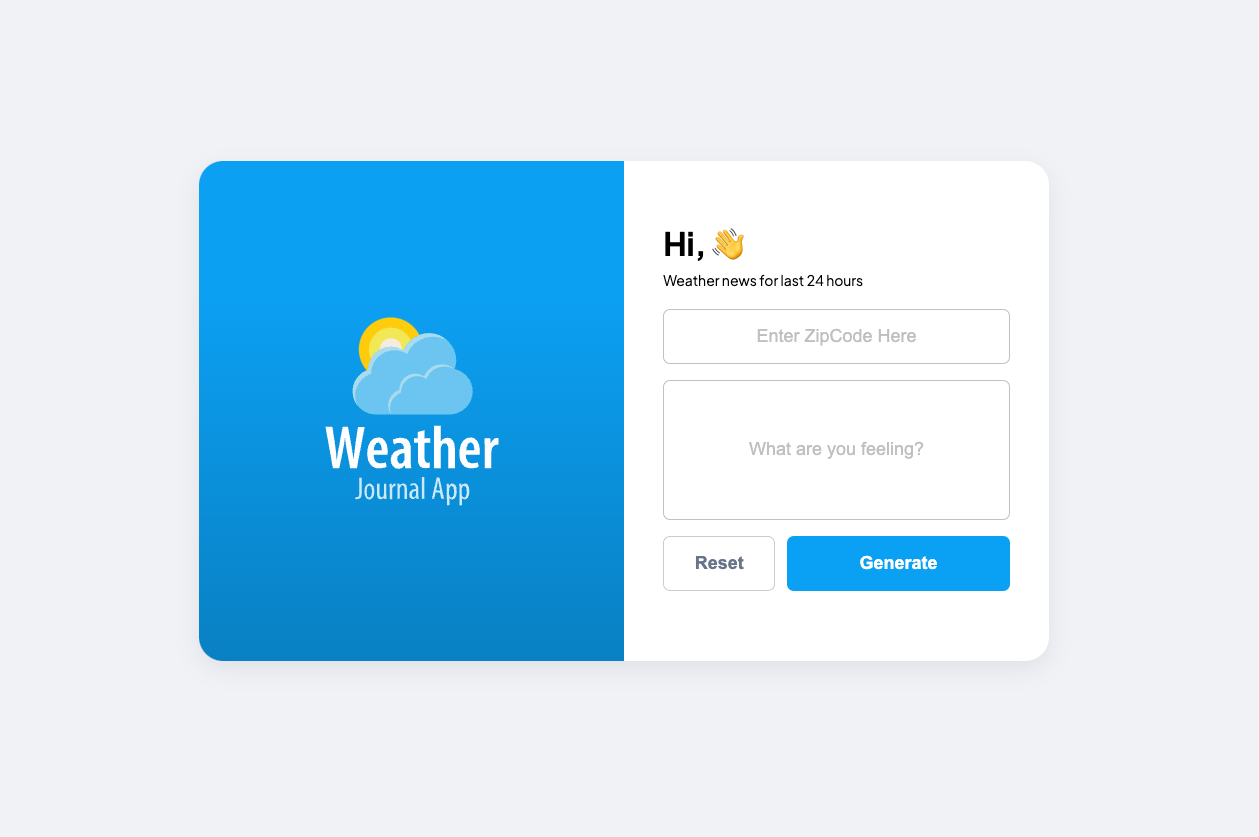 Weather
Journal App
Hi, 👋
Weather news for last 24 hours
Enter ZipCode Here
What are you feeling?
Reset
Generate